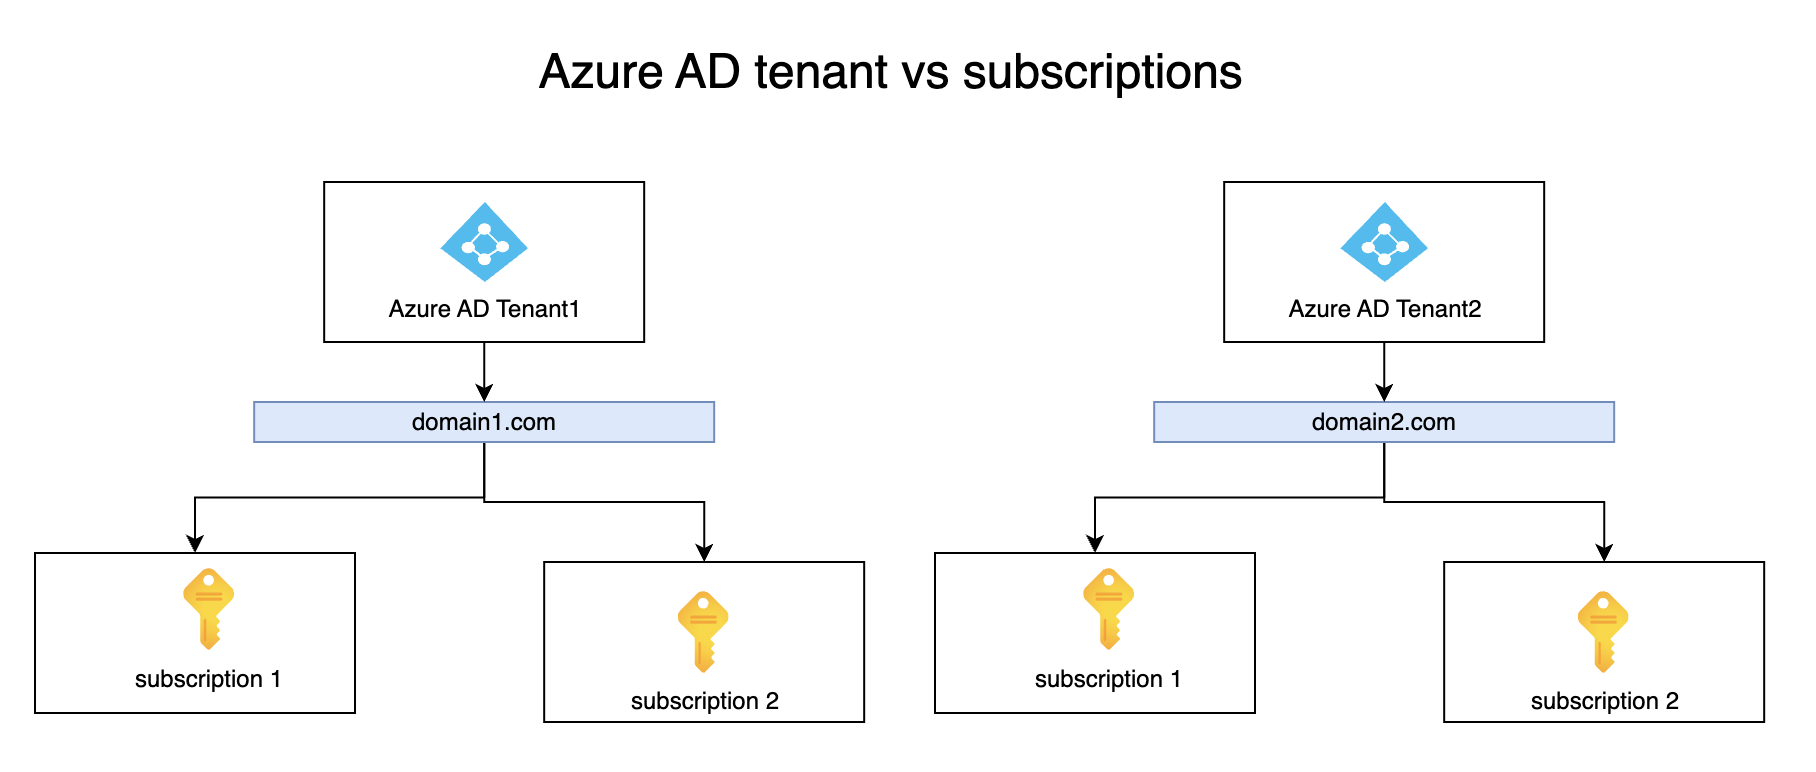 Azure AD tenant vs subscriptions
Azure AD Tenant1
Azure AD Tenant2
domain1.com
domain2.com
subscription 1
subscription 2
subscription 1
subscription 2